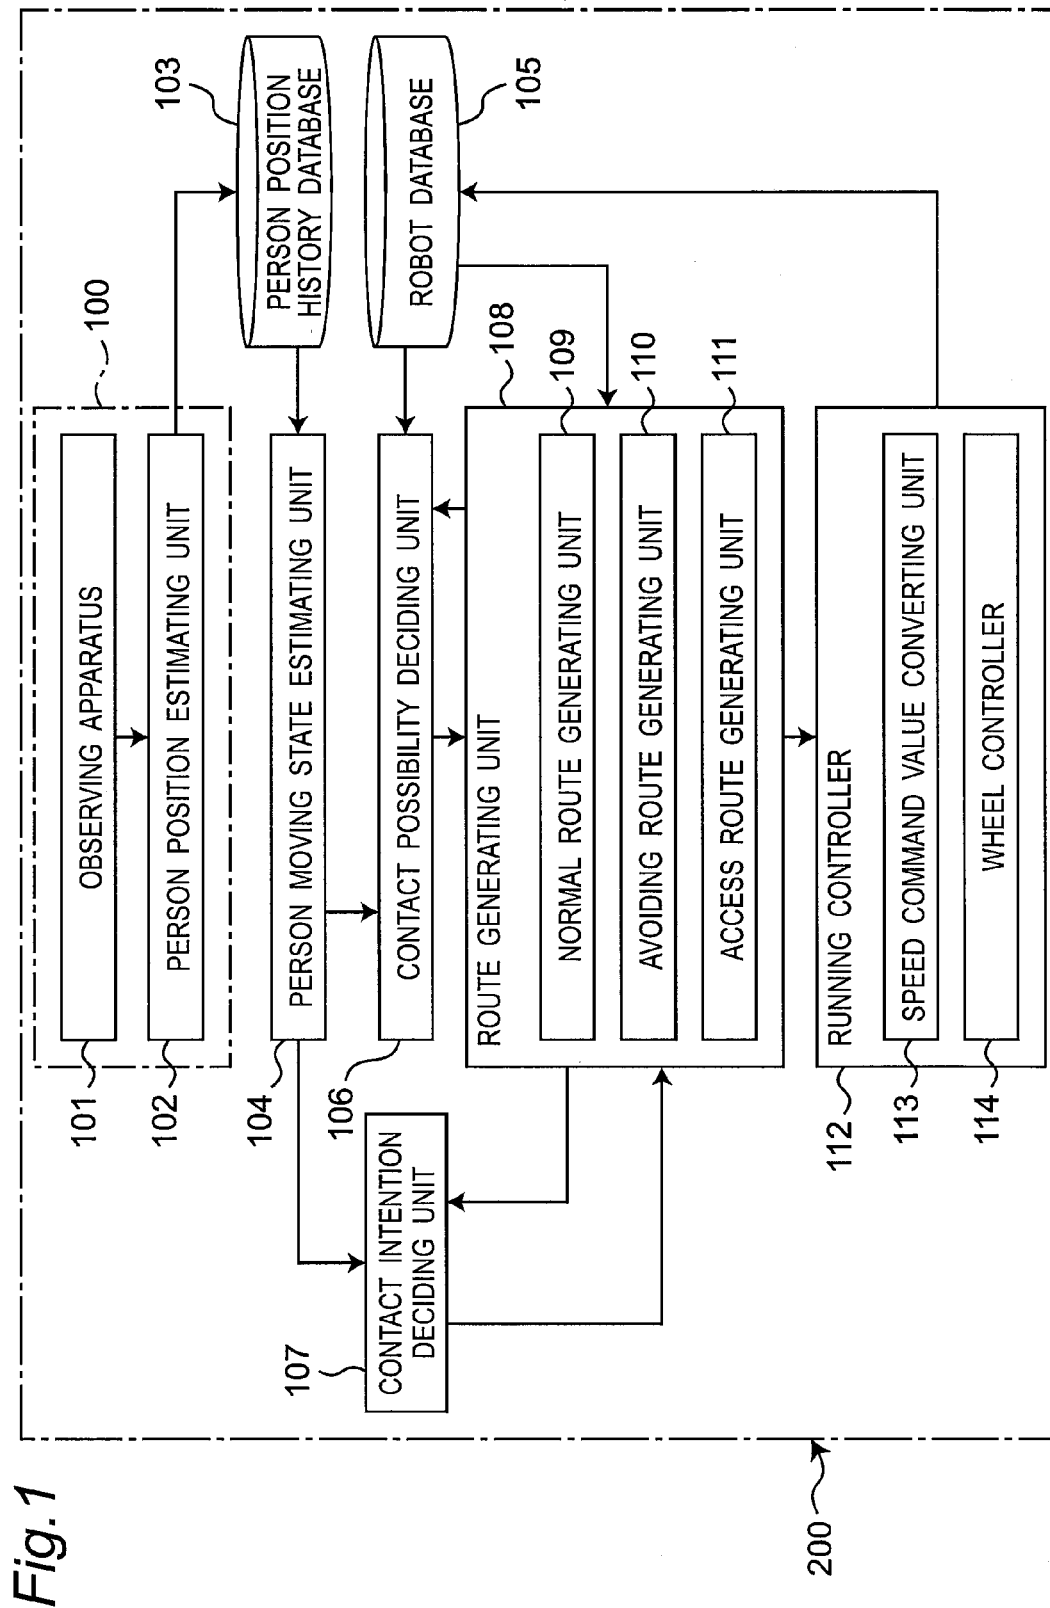 Fig.1
200
100
101
OBSERVING APPARATUS
102
PERSON POSITION ESTIMATING UNIT
103
PERSON POSITION
HISTORY DATABASE
104
PERSON MOVING STATE ESTIMATING UNIT
105
ROBOT DATABASE
106
CONTACT POSSIBILITY DECIDING UNIT
107
CONTACT INTENTION
DECIDING UNIT
108
ROUTE GENERATING UNIT
109
NORMAL ROUTE GENERATING UNIT
110
AVOIDING ROUTE GENERATING UNIT
111
ACCESS ROUTE GENERATING UNIT
112
RUNNING CONTROLLER
113
SPEED COMMAND VALUE CONVERTING UNIT
114
WHEEL CONTROLLER